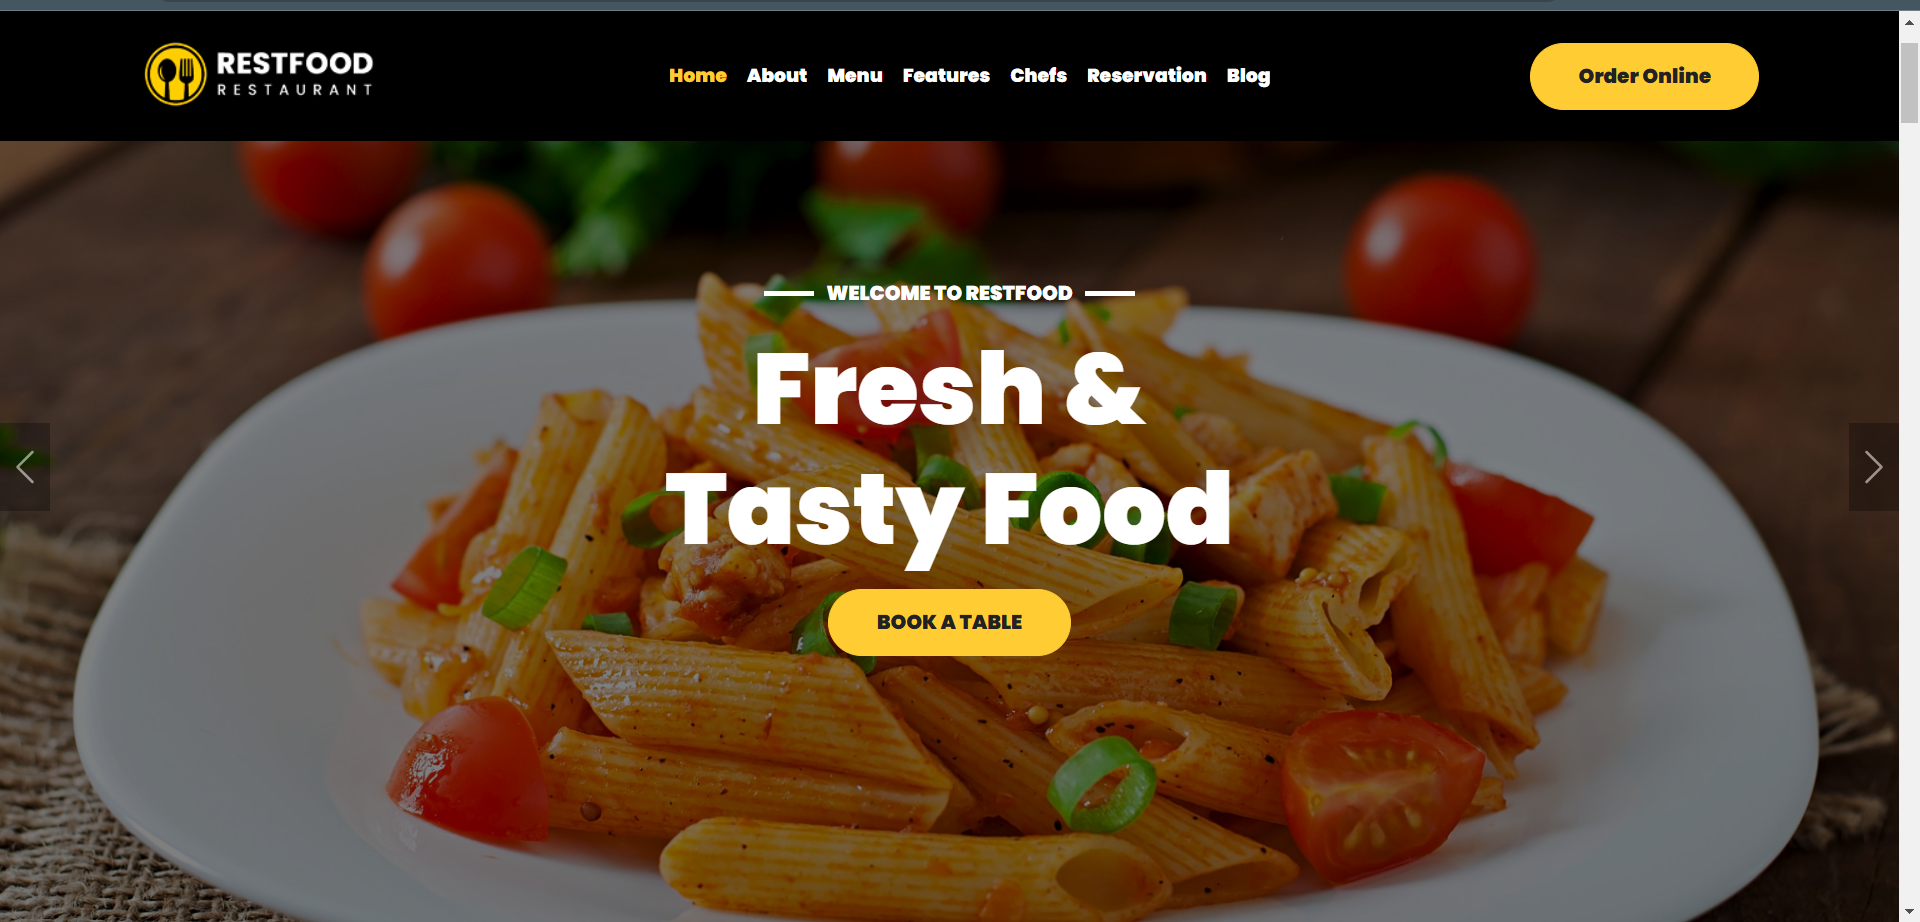 RESTFOOD
RESTAURANT
Home About Menu Features Chefs Reservation Blog
Order Online
WELCOME TO RESTFOOD
Fresh &
Tasty Food
BOOK A TABLE